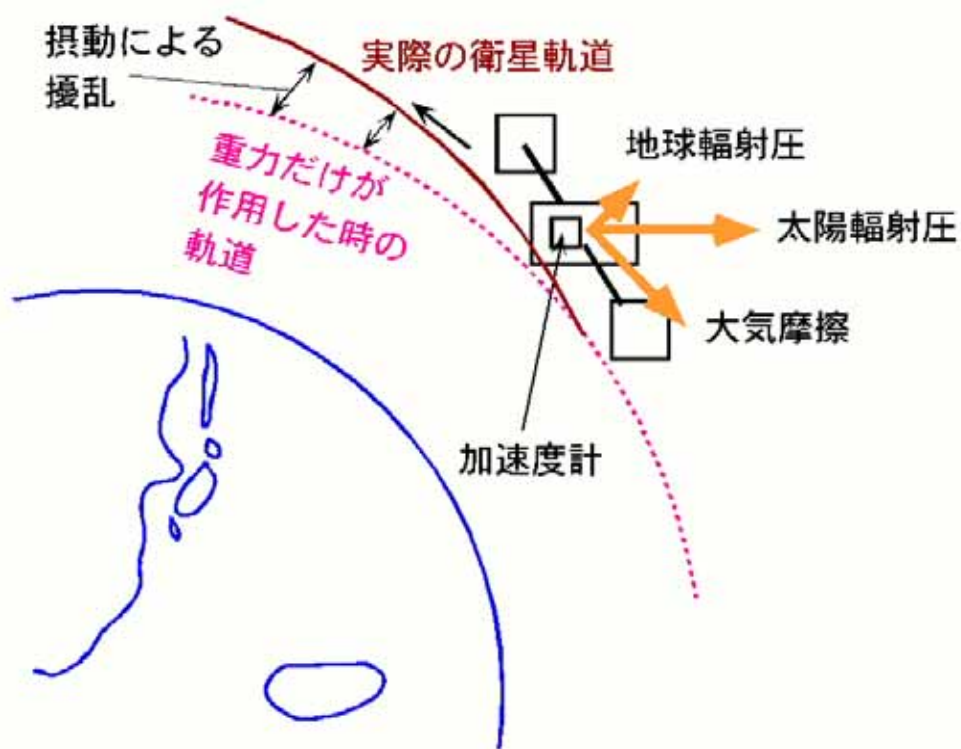 摂動による
擾乱
実際の衛星軌道
重力だけが
作用した時の
軌道
地球輻射圧
太陽輻射圧
大気摩擦
加速度計